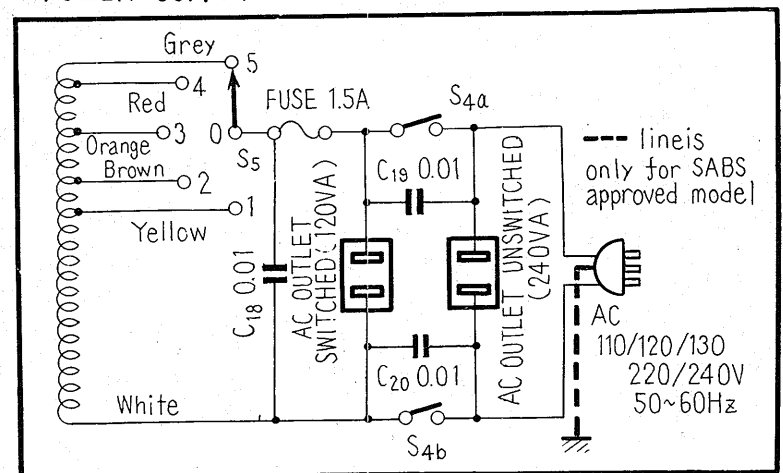 Grey
5
4
Red
3
Orange
Brown
2
1
Yellow
0
S5
FUSE 1.5A
S4a
C19 0.01
C18 0.01
AC OUTLET
SWITCHED(120VA)
AC OUTLET UNSWITCHED
(240VA)
C20 0.01
S4b
White
--- lineis
only for SABS
approved model
AC
110/120/130
220/240V
50~60Hz